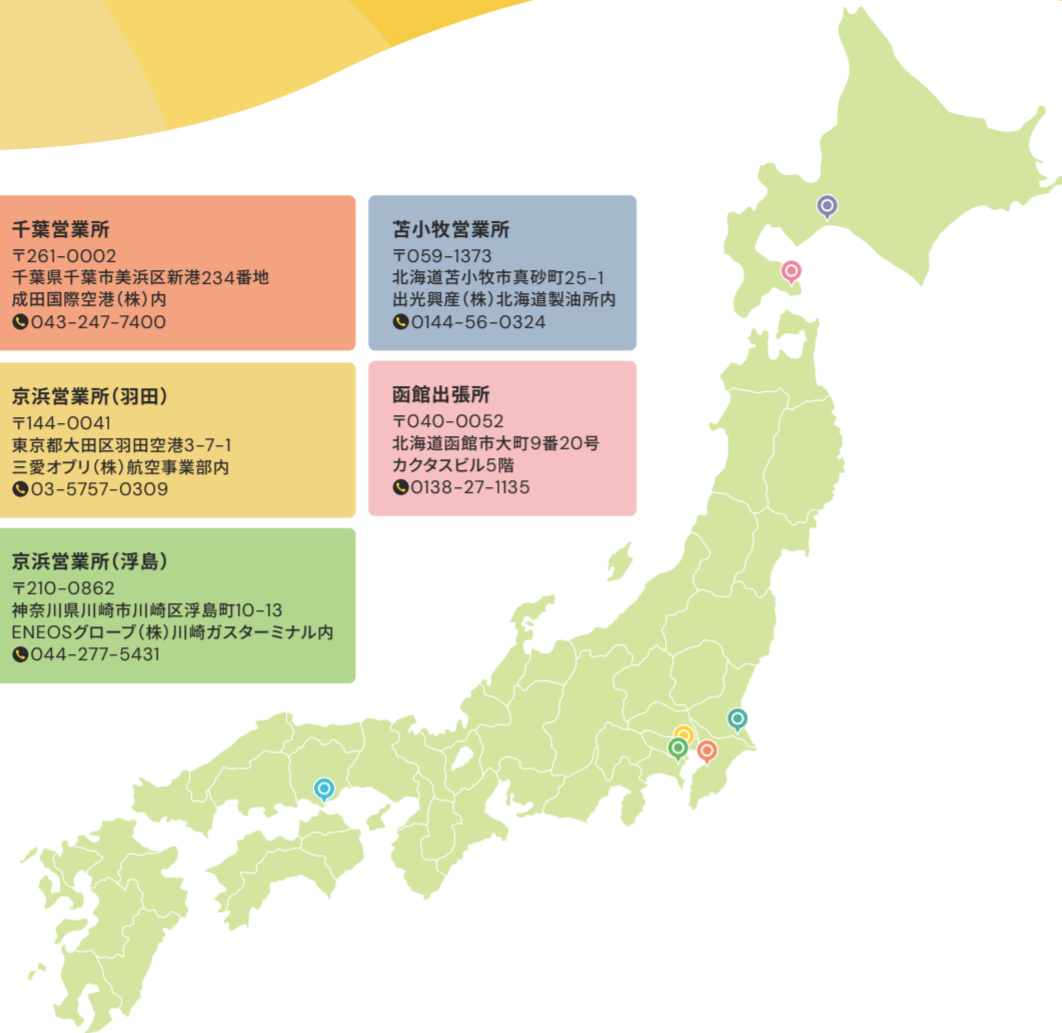 千葉営業所
〒261-0002
千葉県千葉市美浜区新港234番地
成田国際空港(株)内
043-247-7400
京浜営業所(羽田)
〒144-0041
東京都大田区羽田空港3-7-1
三愛オブリ(株)航空事業部内
03-5757-0309
京浜営業所(浮島)
〒210-0862
神奈川県川崎市川崎区浮島町10-13
ENEOSグローブ(株)川崎ガスターミナル内
044-277-5431
苫小牧営業所
〒059-1373
北海道苫小牧市真砂町25-1
出光興産(株)北海道製油所内
0144-56-0324
函館出張所
〒040-0052
北海道函館市大町9番20号
カクタスビル5階
0138-27-1135